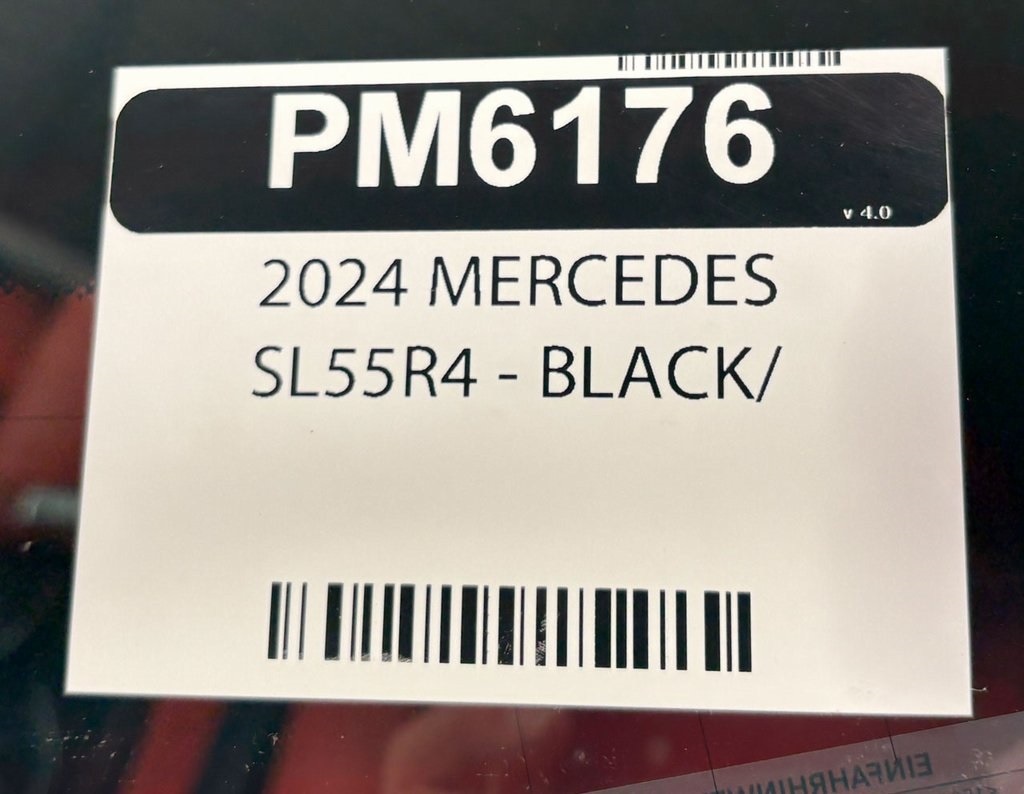 PM6176
v 4.0
2024 MERCEDES
SL55R4 - BLACK/